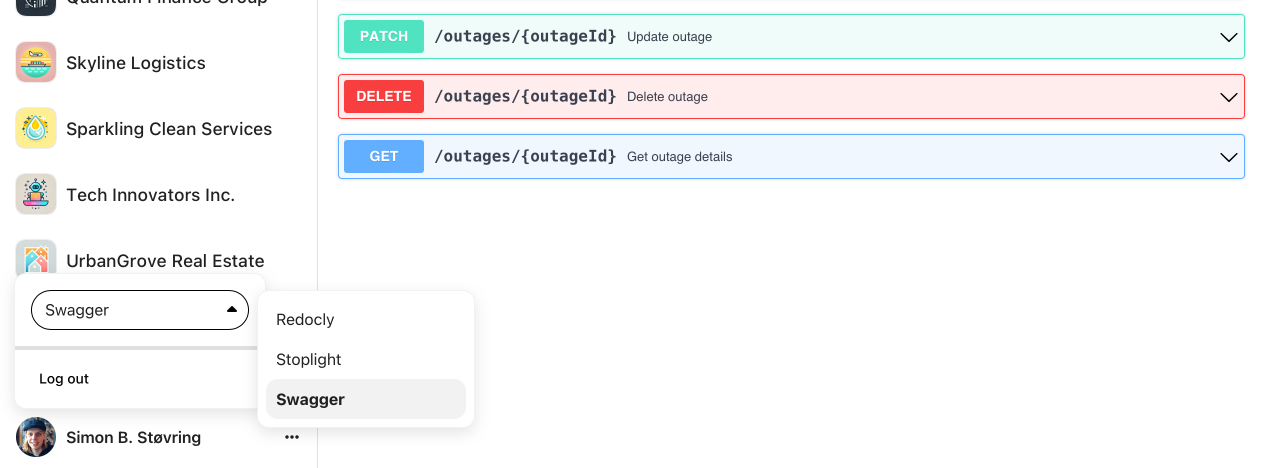 Quantum Finance Group
Skyline Logistics
Sparkling Clean Services
Tech Innovators Inc.
UrbanGrove Real Estate
Swagger
Log out
Simon B. Støvring
Redocly
Stoplight
Swagger
PATCH /outages/{outageId} Update outage
DELETE /outages/{outageId} Delete outage
GET /outages/{outageId} Get outage details